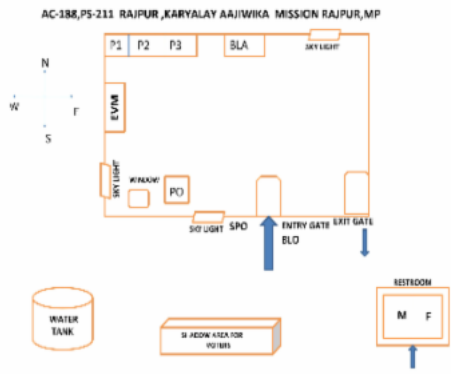 AC-188,PS-211 RAJPUR ,KARYALAY AAJIWIKA MISSION RAJPUR,MP
P1 P2 P3
BLA
SKY LIGHT
N
W
E
S
EVM
SKY LIGHT
WINDOW
PO
SKY LIGHT
SPO
ENTRY GATE
BLO
EXIT GATE
RESTROOM
M F
WATER
TANK
SHADOW AREA FOR
VOTERS